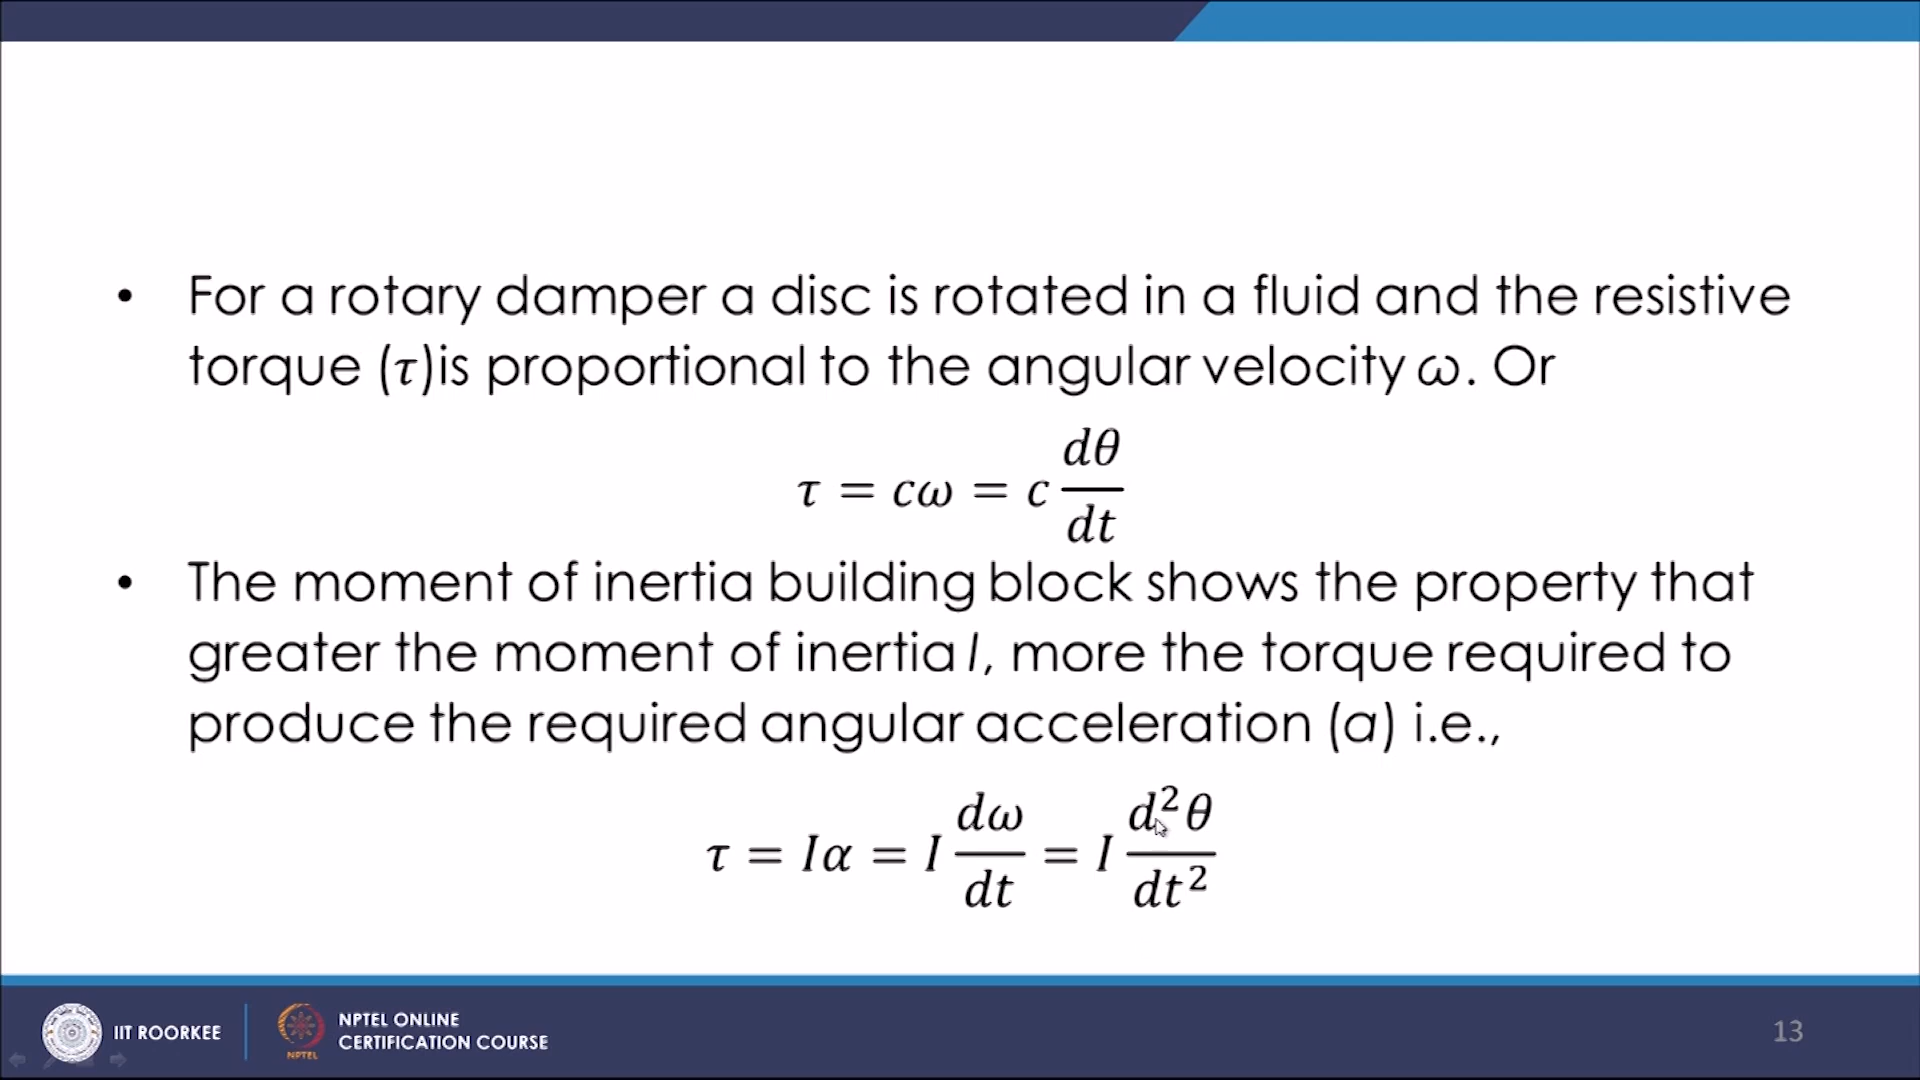 • For a rotary damper a disc is rotated in a fluid and the resistive
torque (τ)is proportional to the angular velocity ω. Or
τ = cω = c dθ/dt
• The moment of inertia building block shows the property that
greater the moment of inertia I, more the torque required to
produce the required angular acceleration (a) i.e.,
τ = Iα = I dω/dt = I d²θ/dt²
IIT ROORKEE
NPTEL
NPTEL ONLINE
CERTIFICATION COURSE
13